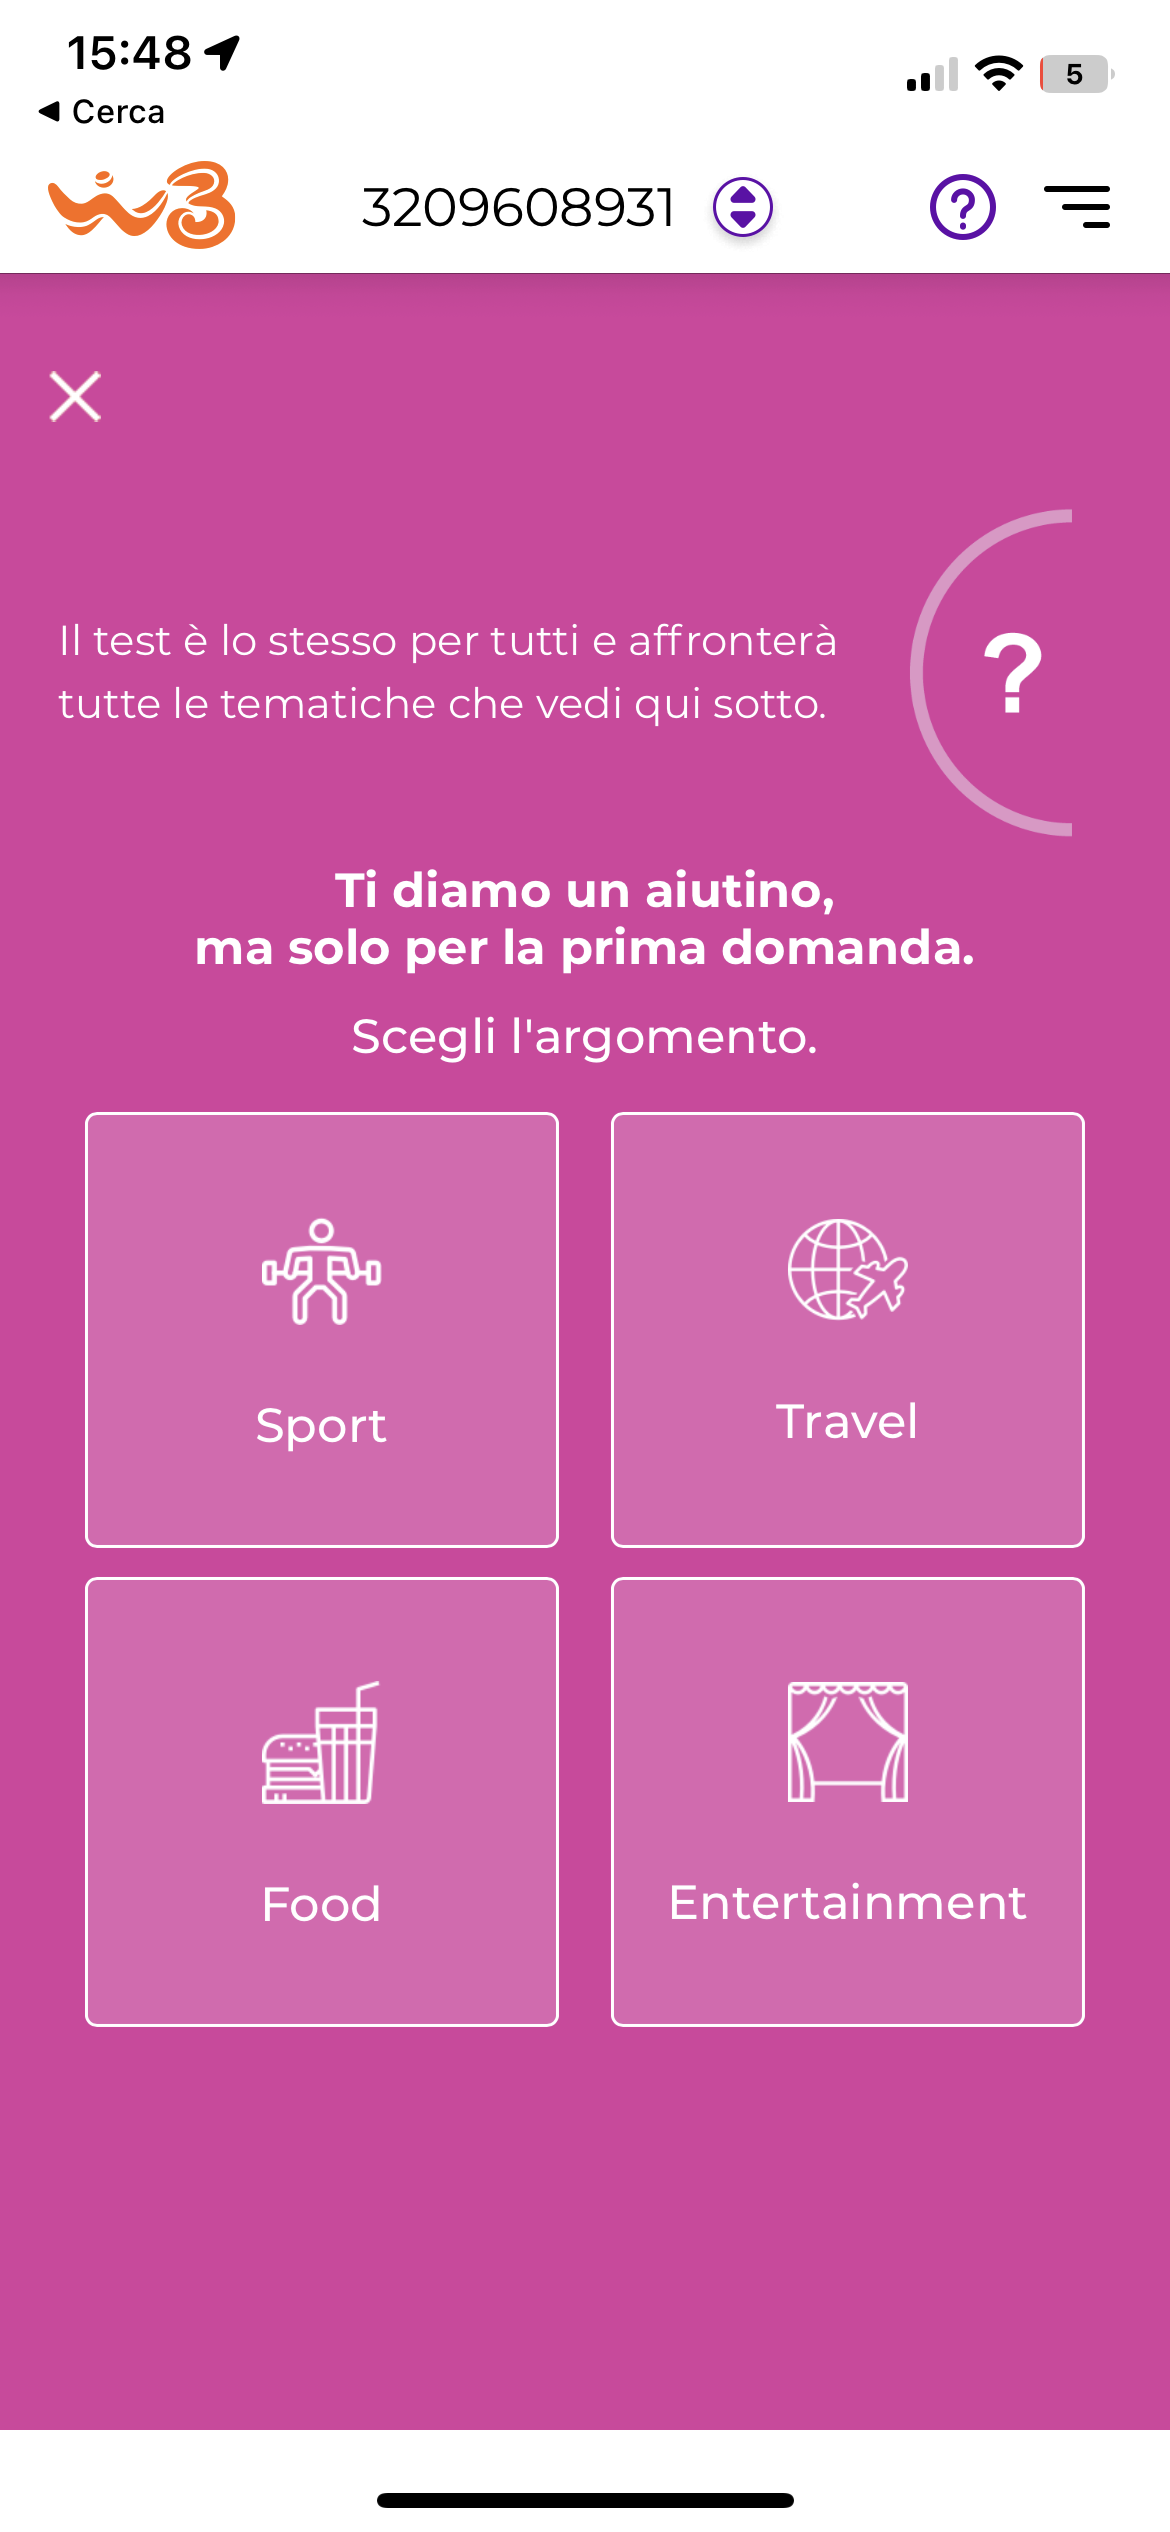 15:48
Cerca
5
W3
3209608931
?
Il test è lo stesso per tutti e affronterà
tutte le tematiche che vedi qui sotto.
?
Ti diamo un aiutino,
ma solo per la prima domanda.
Scegli l'argomento.
Sport
Travel
Food
Entertainment